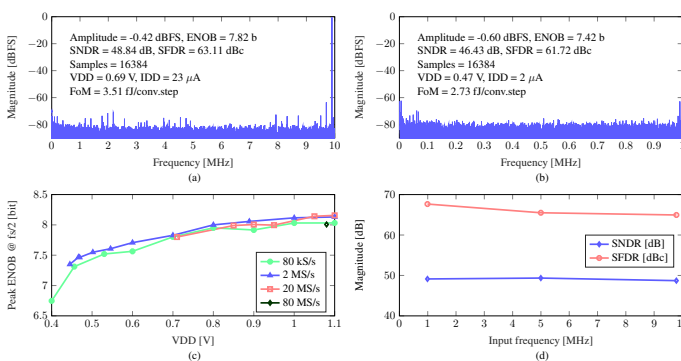 Magnitude [dBFS]
0
−20
−40
−60
−80
Amplitude = -0.42 dBFS, ENOB = 7.82 b
SNDR = 48.84 dB, SFDR = 63.11 dBc
Samples = 16384
VDD = 0.69 V, IDD = 23 μA
FoM = 3.51 fJ/conv.step
0 1 2 3 4 5 6 7 8 9 10
Frequency [MHz]
(a)
Magnitude [dBFS]
0
−20
−40
−60
−80
Amplitude = -0.60 dBFS, ENOB = 7.42 b
SNDR = 46.43 dB, SFDR = 61.72 dBc
Samples = 16384
VDD = 0.47 V, IDD = 2 μA
FoM = 2.73 fJ/conv.step
0 0.1 0.2 0.3 0.4 0.5 0.6 0.7 0.8 0.9
Frequency [MHz]
(b)
Peak ENOB @ fs/2 [bit]
8.5
8
7.5
7
6.5
80 kS/s
2 MS/s
20 MS/s
80 MS/s
0.4 0.5 0.6 0.7 0.8 0.9 1 1.1
VDD [V]
(c)
Magnitude [dB]
70
60
50
40
SNDR [dB]
SFDR [dBc]
0 1 2 3 4 5 6 7 8 9 10
Input frequency [MHz]
(d)